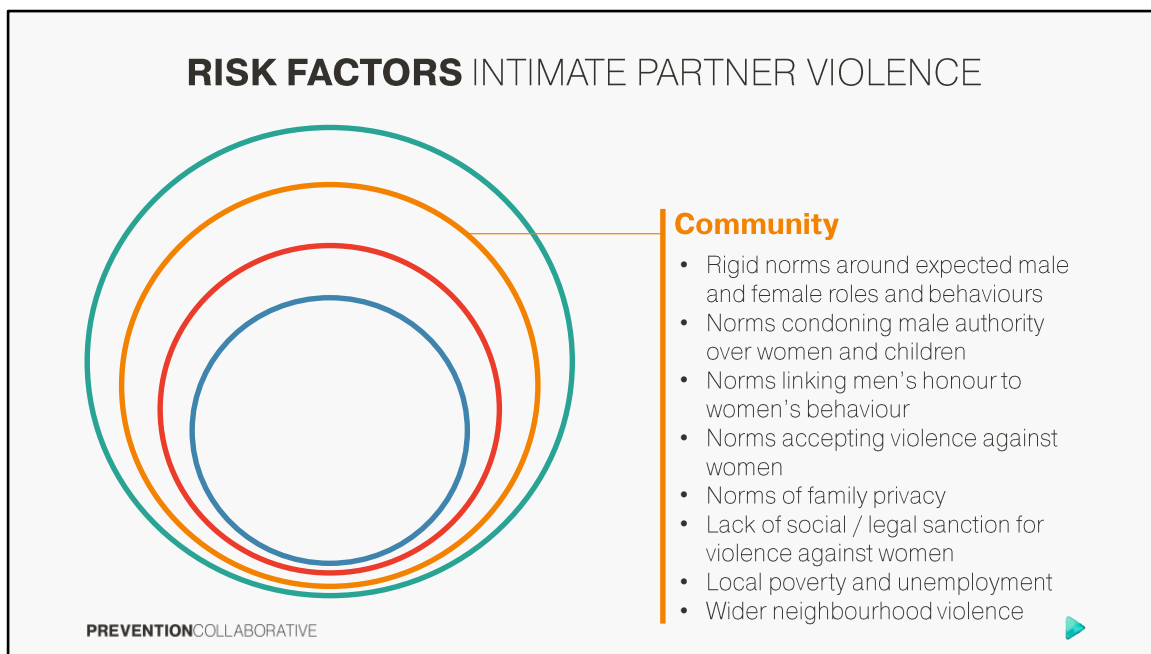 RISK FACTORS INTIMATE PARTNER VIOLENCE
Community
• Rigid norms around expected male
and female roles and behaviours
• Norms condoning male authority
over women and children
• Norms linking men’s honour to
women’s behaviour
• Norms accepting violence against
women
• Norms of family privacy
• Lack of social / legal sanction for
violence against women
• Local poverty and unemployment
• Wider neighbourhood violence
PREVENTIONCOLLABORATIVE